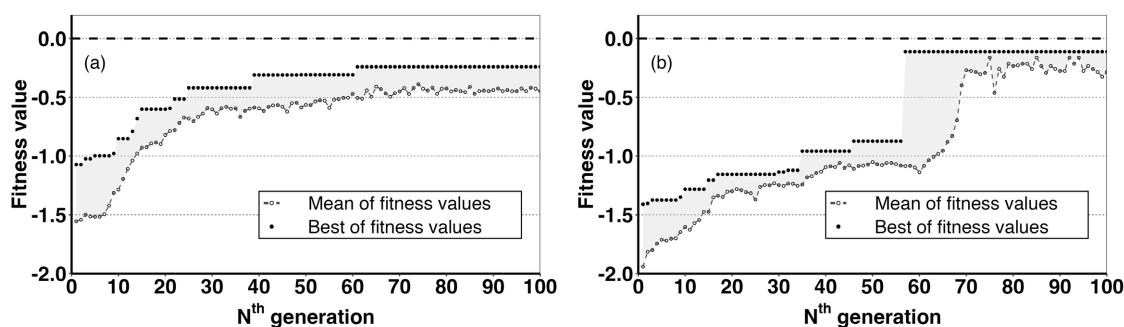 Fitness value
0.0
-0.5
-1.0
-1.5
-2.0
(a)
Mean of fitness values
Best of fitness values
0 10 20 30 40 50 60 70 80 90 100
Nth generation
Fitness value
0.0
-0.5
-1.0
-1.5
-2.0
(b)
Mean of fitness values
Best of fitness values
0 10 20 30 40 50 60 70 80 90 100
Nth generation